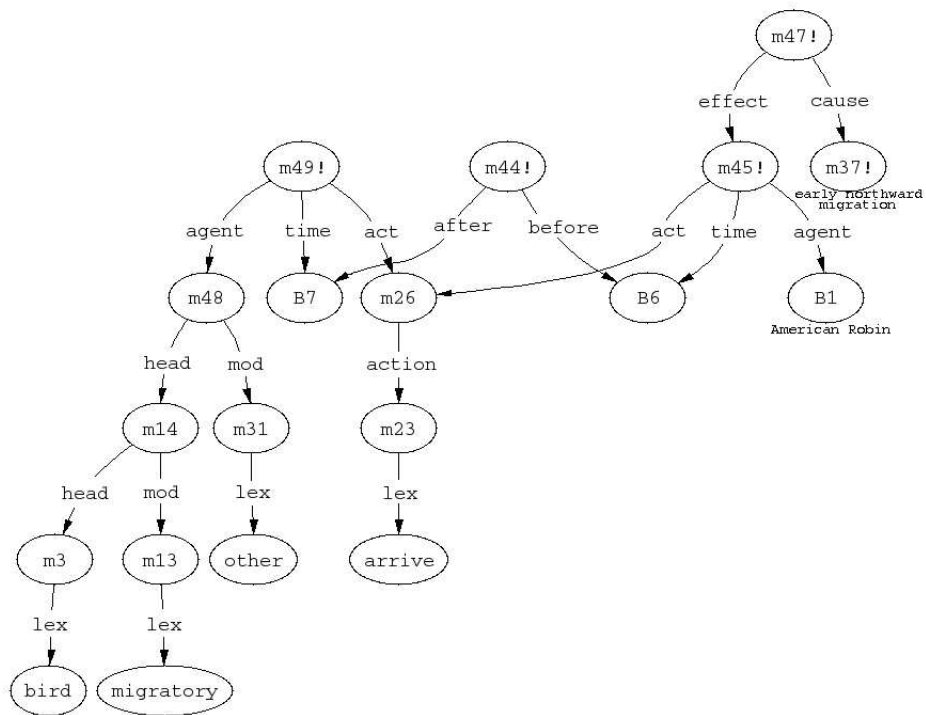 m47!
effect cause
m49! m44! m45! m37!
early northward
migration
agent time act after before act time agent
m48 B7 m26 B6 B1
American Robin
head mod action
m14 m31 m23
head mod lex lex
m3 m13 other arrive
lex lex
bird migratory